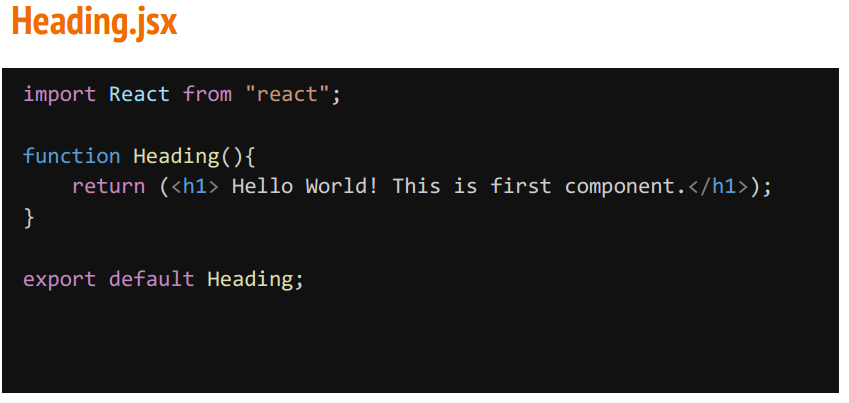 Heading.jsx
import React from "react";
function Heading(){
    return (<h1> Hello World! This is first component.</h1>);
}
export default Heading;